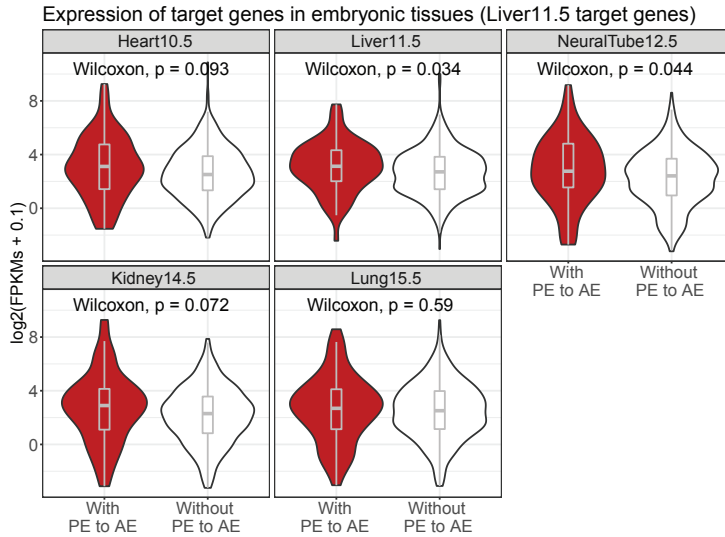 Expression of target genes in embryonic tissues (Liver11.5 target genes)
Heart10.5
Liver11.5
NeuralTube12.5
Wilcoxon, p = 0.093
Wilcoxon, p = 0.034
Wilcoxon, p = 0.044
8
4
0
log2(FPKMs + 0.1)
With
PE to AE
Without
PE to AE
Kidney14.5
Lung15.5
Wilcoxon, p = 0.072
Wilcoxon, p = 0.59
8
4
0
With
PE to AE
Without
PE to AE
With
PE to AE
Without
PE to AE